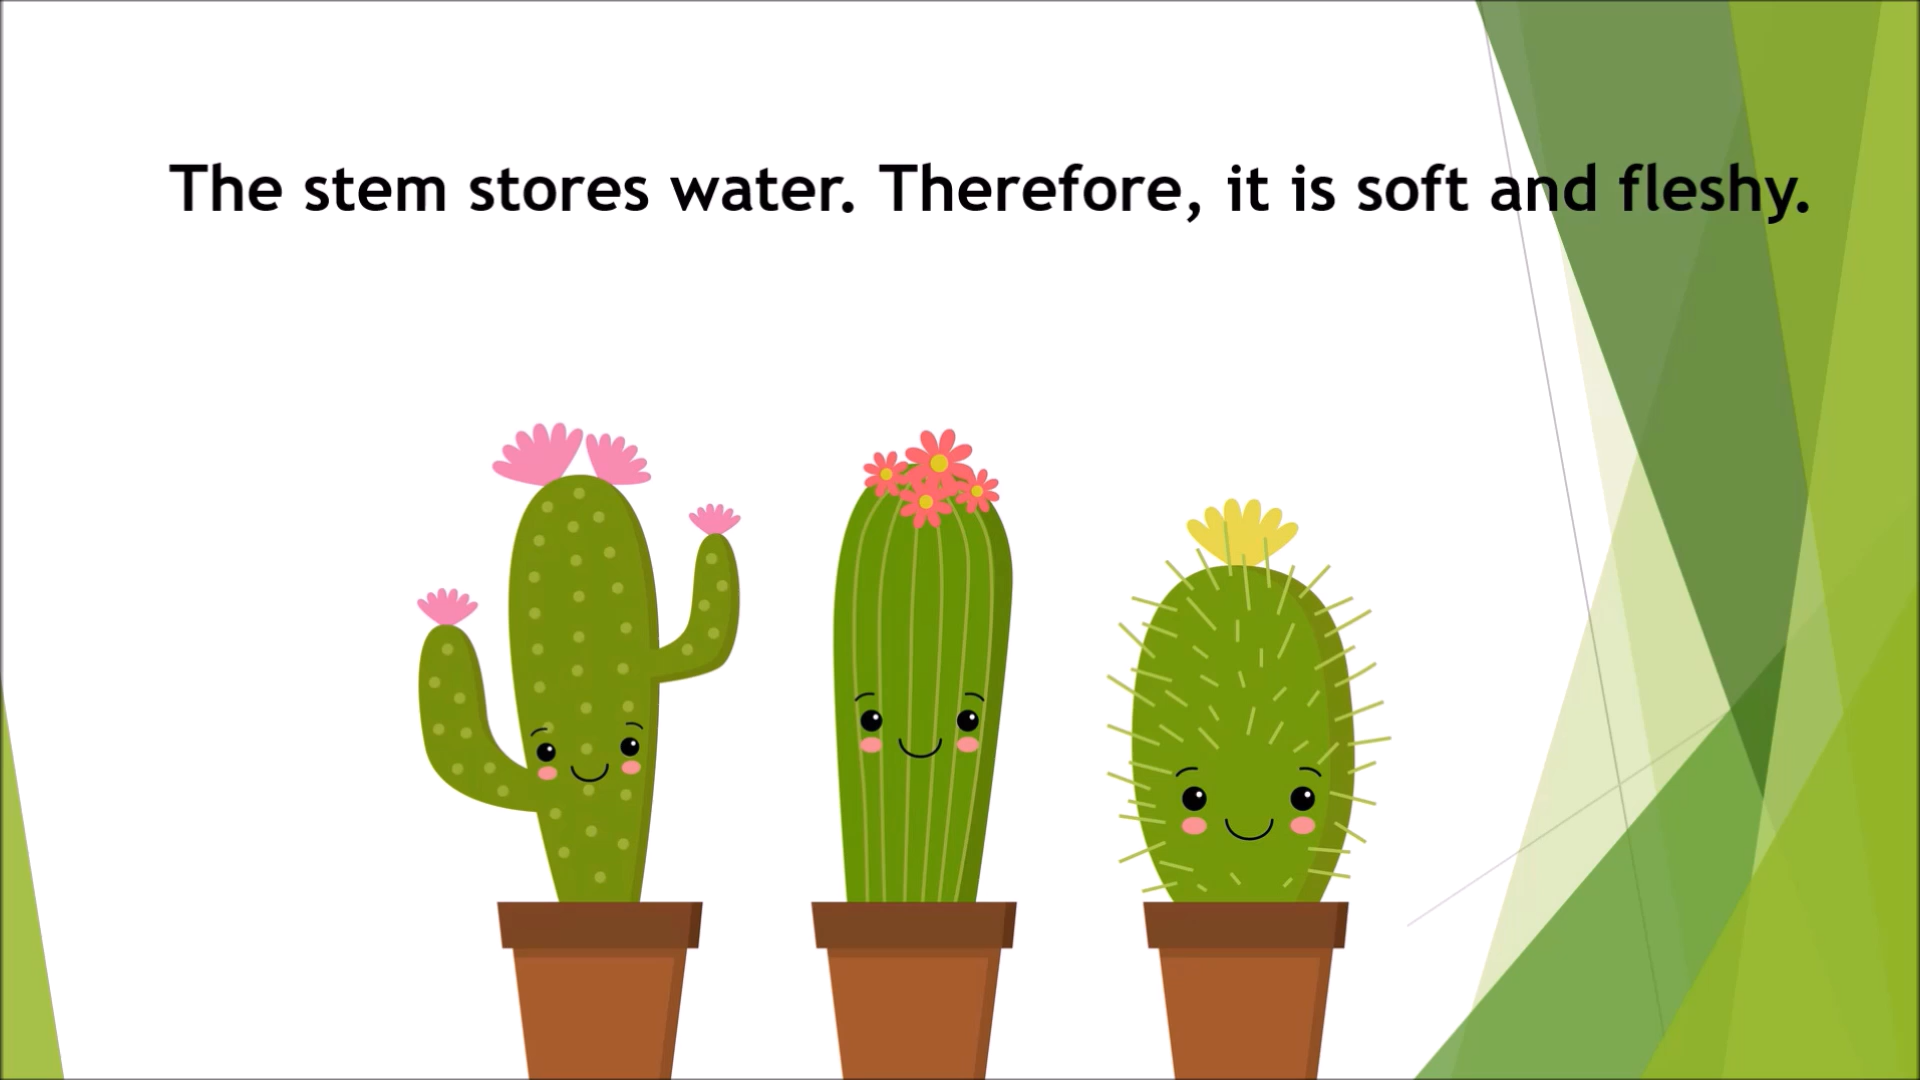 The stem stores water. Therefore, it is soft and fleshy.